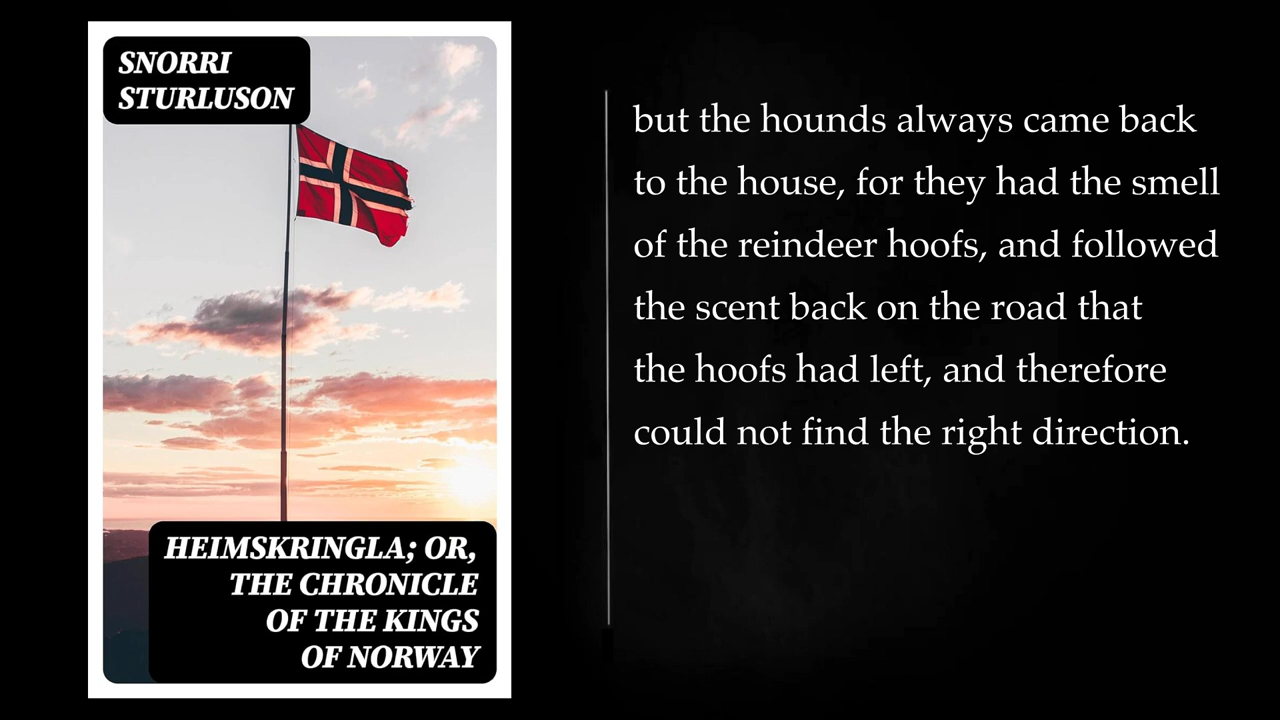 SNORRI
STURLUSON
HEIMSKRINGLA; OR,
THE CHRONICLE
OF THE KINGS
OF NORWAY
but the hounds always came back
to the house, for they had the smell
of the reindeer hoofs, and followed
the scent back on the road that
the hoofs had left, and therefore
could not find the right direction.